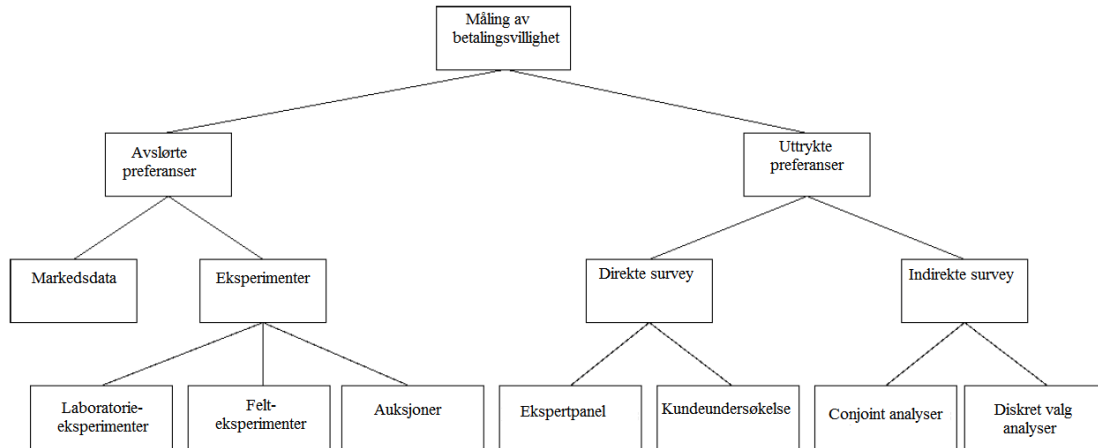 Måling av
betalingsvillighet
Avslørte
preferanser
Uttrykte
preferanser
Markedsdata
Eksperimenter
Direkte survey
Indirekte survey
Laboratorie-
eksperimenter
Felt-
eksperimenter
Auksjoner
Ekspertpanel
Kundeundersøkelse
Conjoint analyser
Diskret valg
analyser